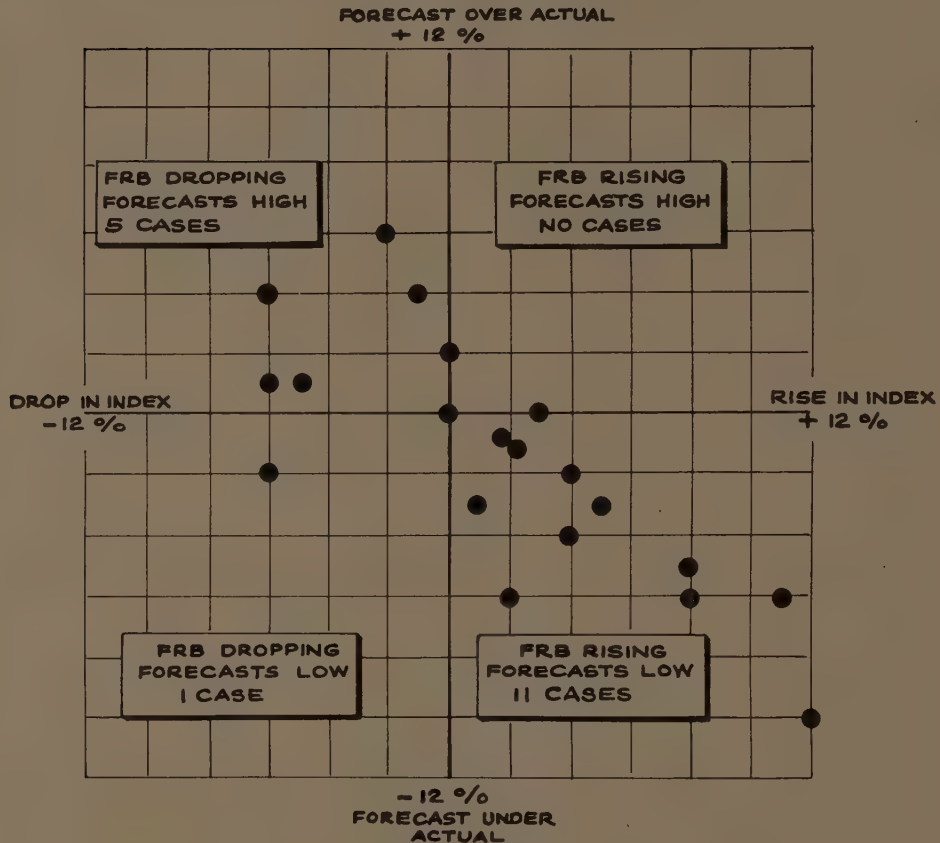 FORECAST OVER ACTUAL
+ 12 %
FRB DROPPING
FORECASTS HIGH
5 CASES
FRB RISING
FORECASTS HIGH
NO CASES
DROP IN INDEX
-12 %
RISE IN INDEX
+ 12 %
FRB DROPPING
FORECASTS LOW
1 CASE
FRB RISING
FORECASTS LOW
11 CASES
-12 %
FORECAST UNDER
ACTUAL